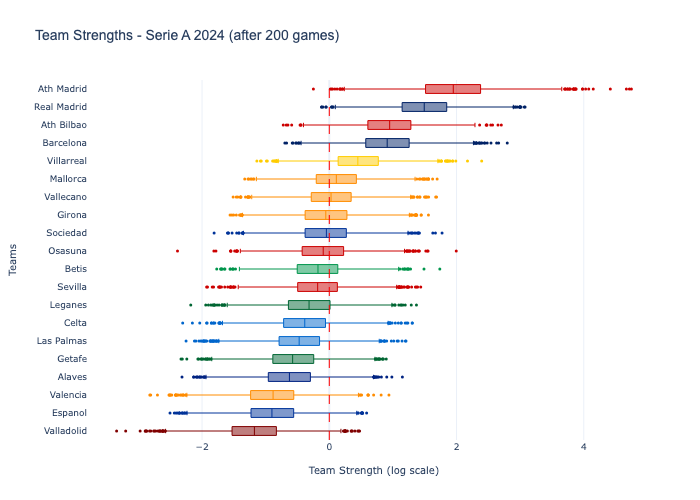 Team Strengths - Serie A 2024 (after 200 games)
Ath Madrid
Real Madrid
Ath Bilbao
Barcelona
Villarreal
Mallorca
Vallecano
Girona
Sociedad
Osasuna
Betis
Sevilla
Leganes
Celta
Las Palmas
Getafe
Alaves
Valencia
Espanol
Valladolid
Teams
−2 0 2 4
Team Strength (log scale)